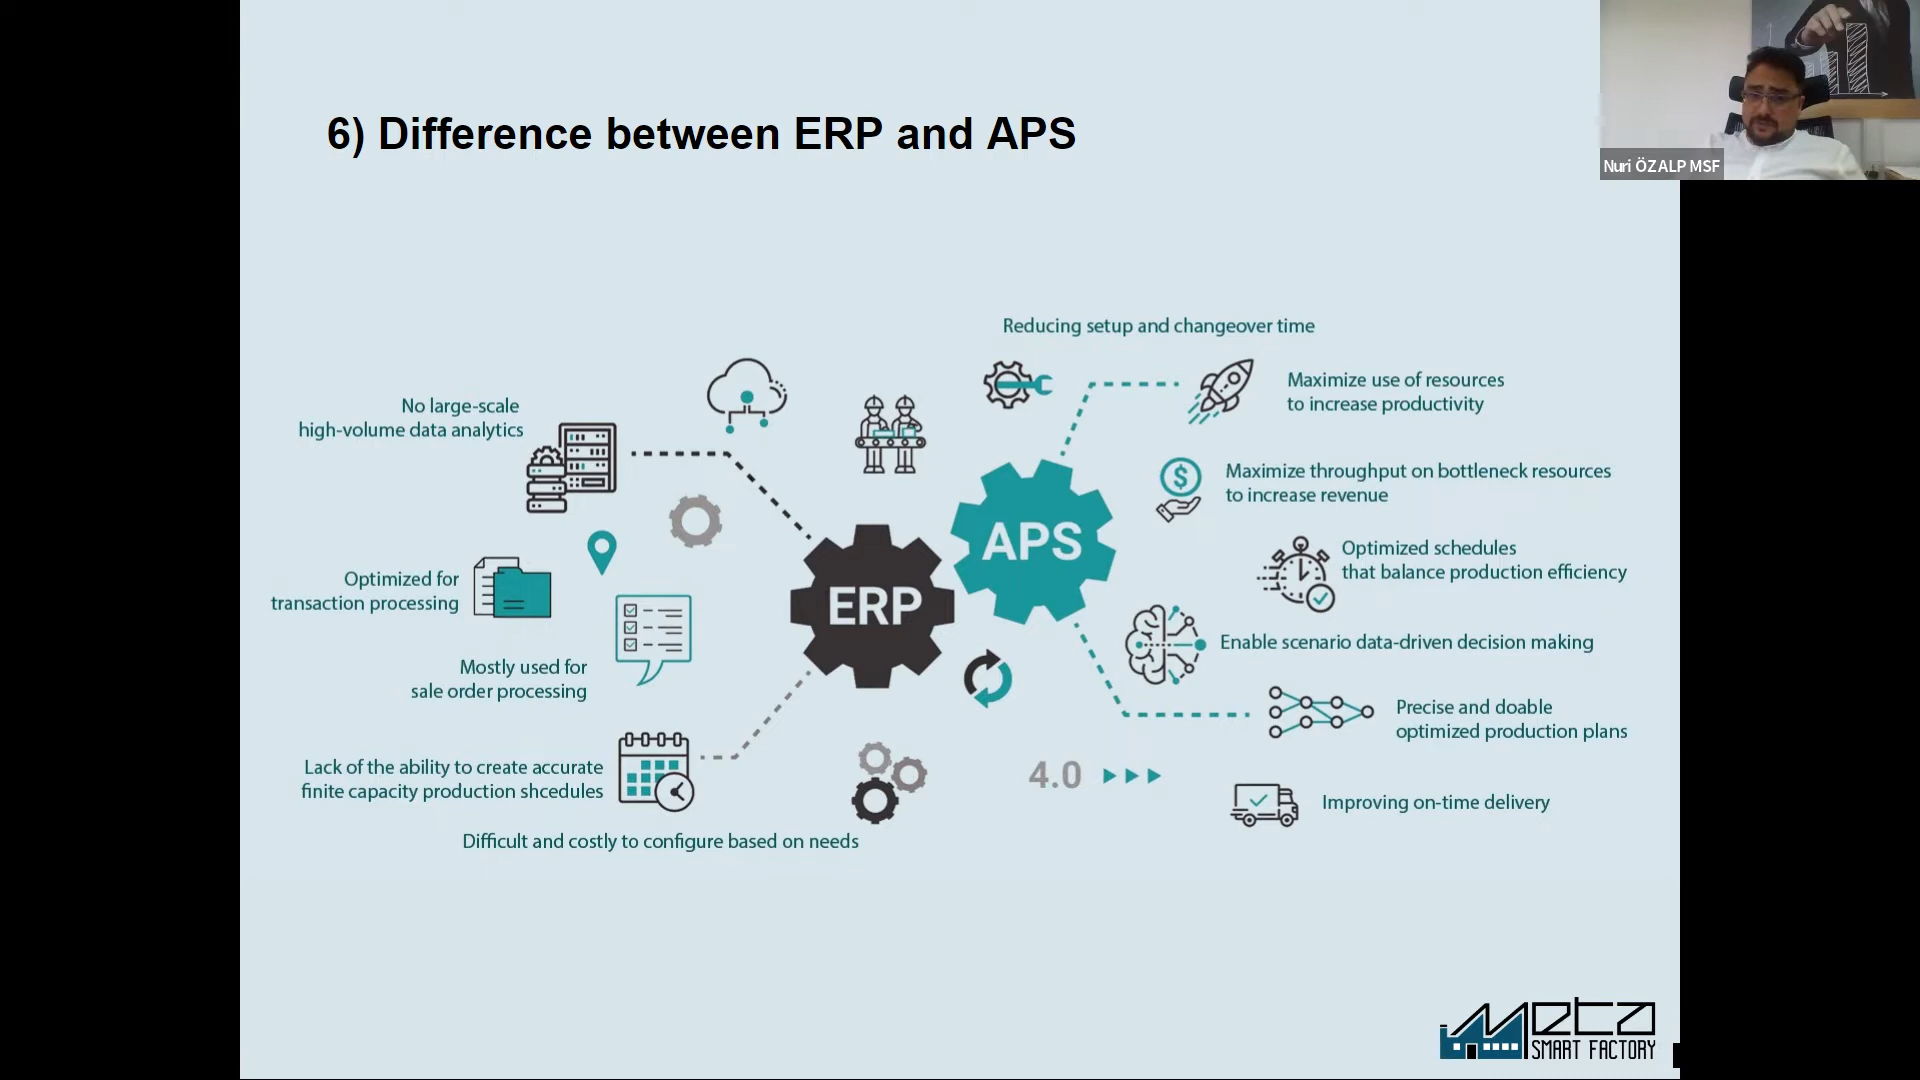 6) Difference between ERP and APS
Nuri ÖZALP MSF
No large-scale
high-volume data analytics
Optimized for
transaction processing
Mostly used for
sale order processing
Lack of the ability to create accurate
finite capacity production shcedules
Difficult and costly to configure based on needs
ERP
APS
Reducing setup and changeover time
Maximize use of resources
to increase productivity
$
Maximize throughput on bottleneck resources
to increase revenue
Optimized schedules
that balance production efficiency
Enable scenario data-driven decision making
Precise and doable
optimized production plans
4.0
Improving on-time delivery
Meta
SMART FACTORY